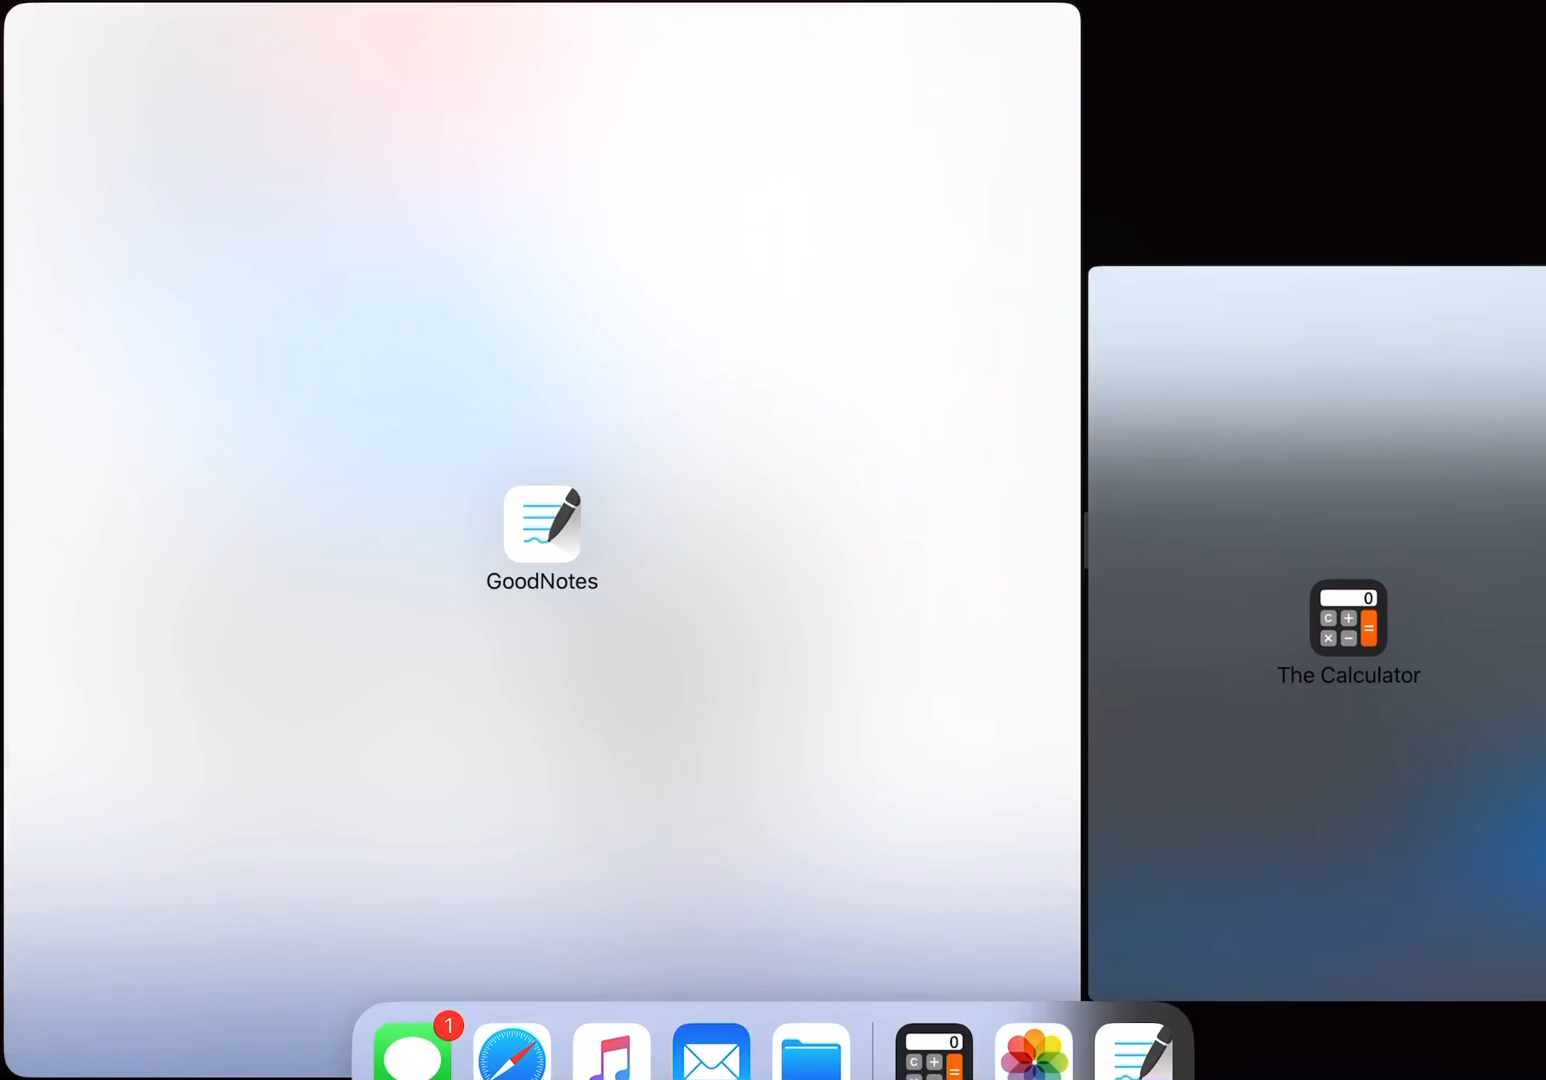 GoodNotes
0
C +
× − =
The Calculator
1
0
C + =